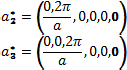 a₂* = (0, 2π/a, 0,0,0,0)
a₃* = (0,0, 2π/a, 0,0,0)